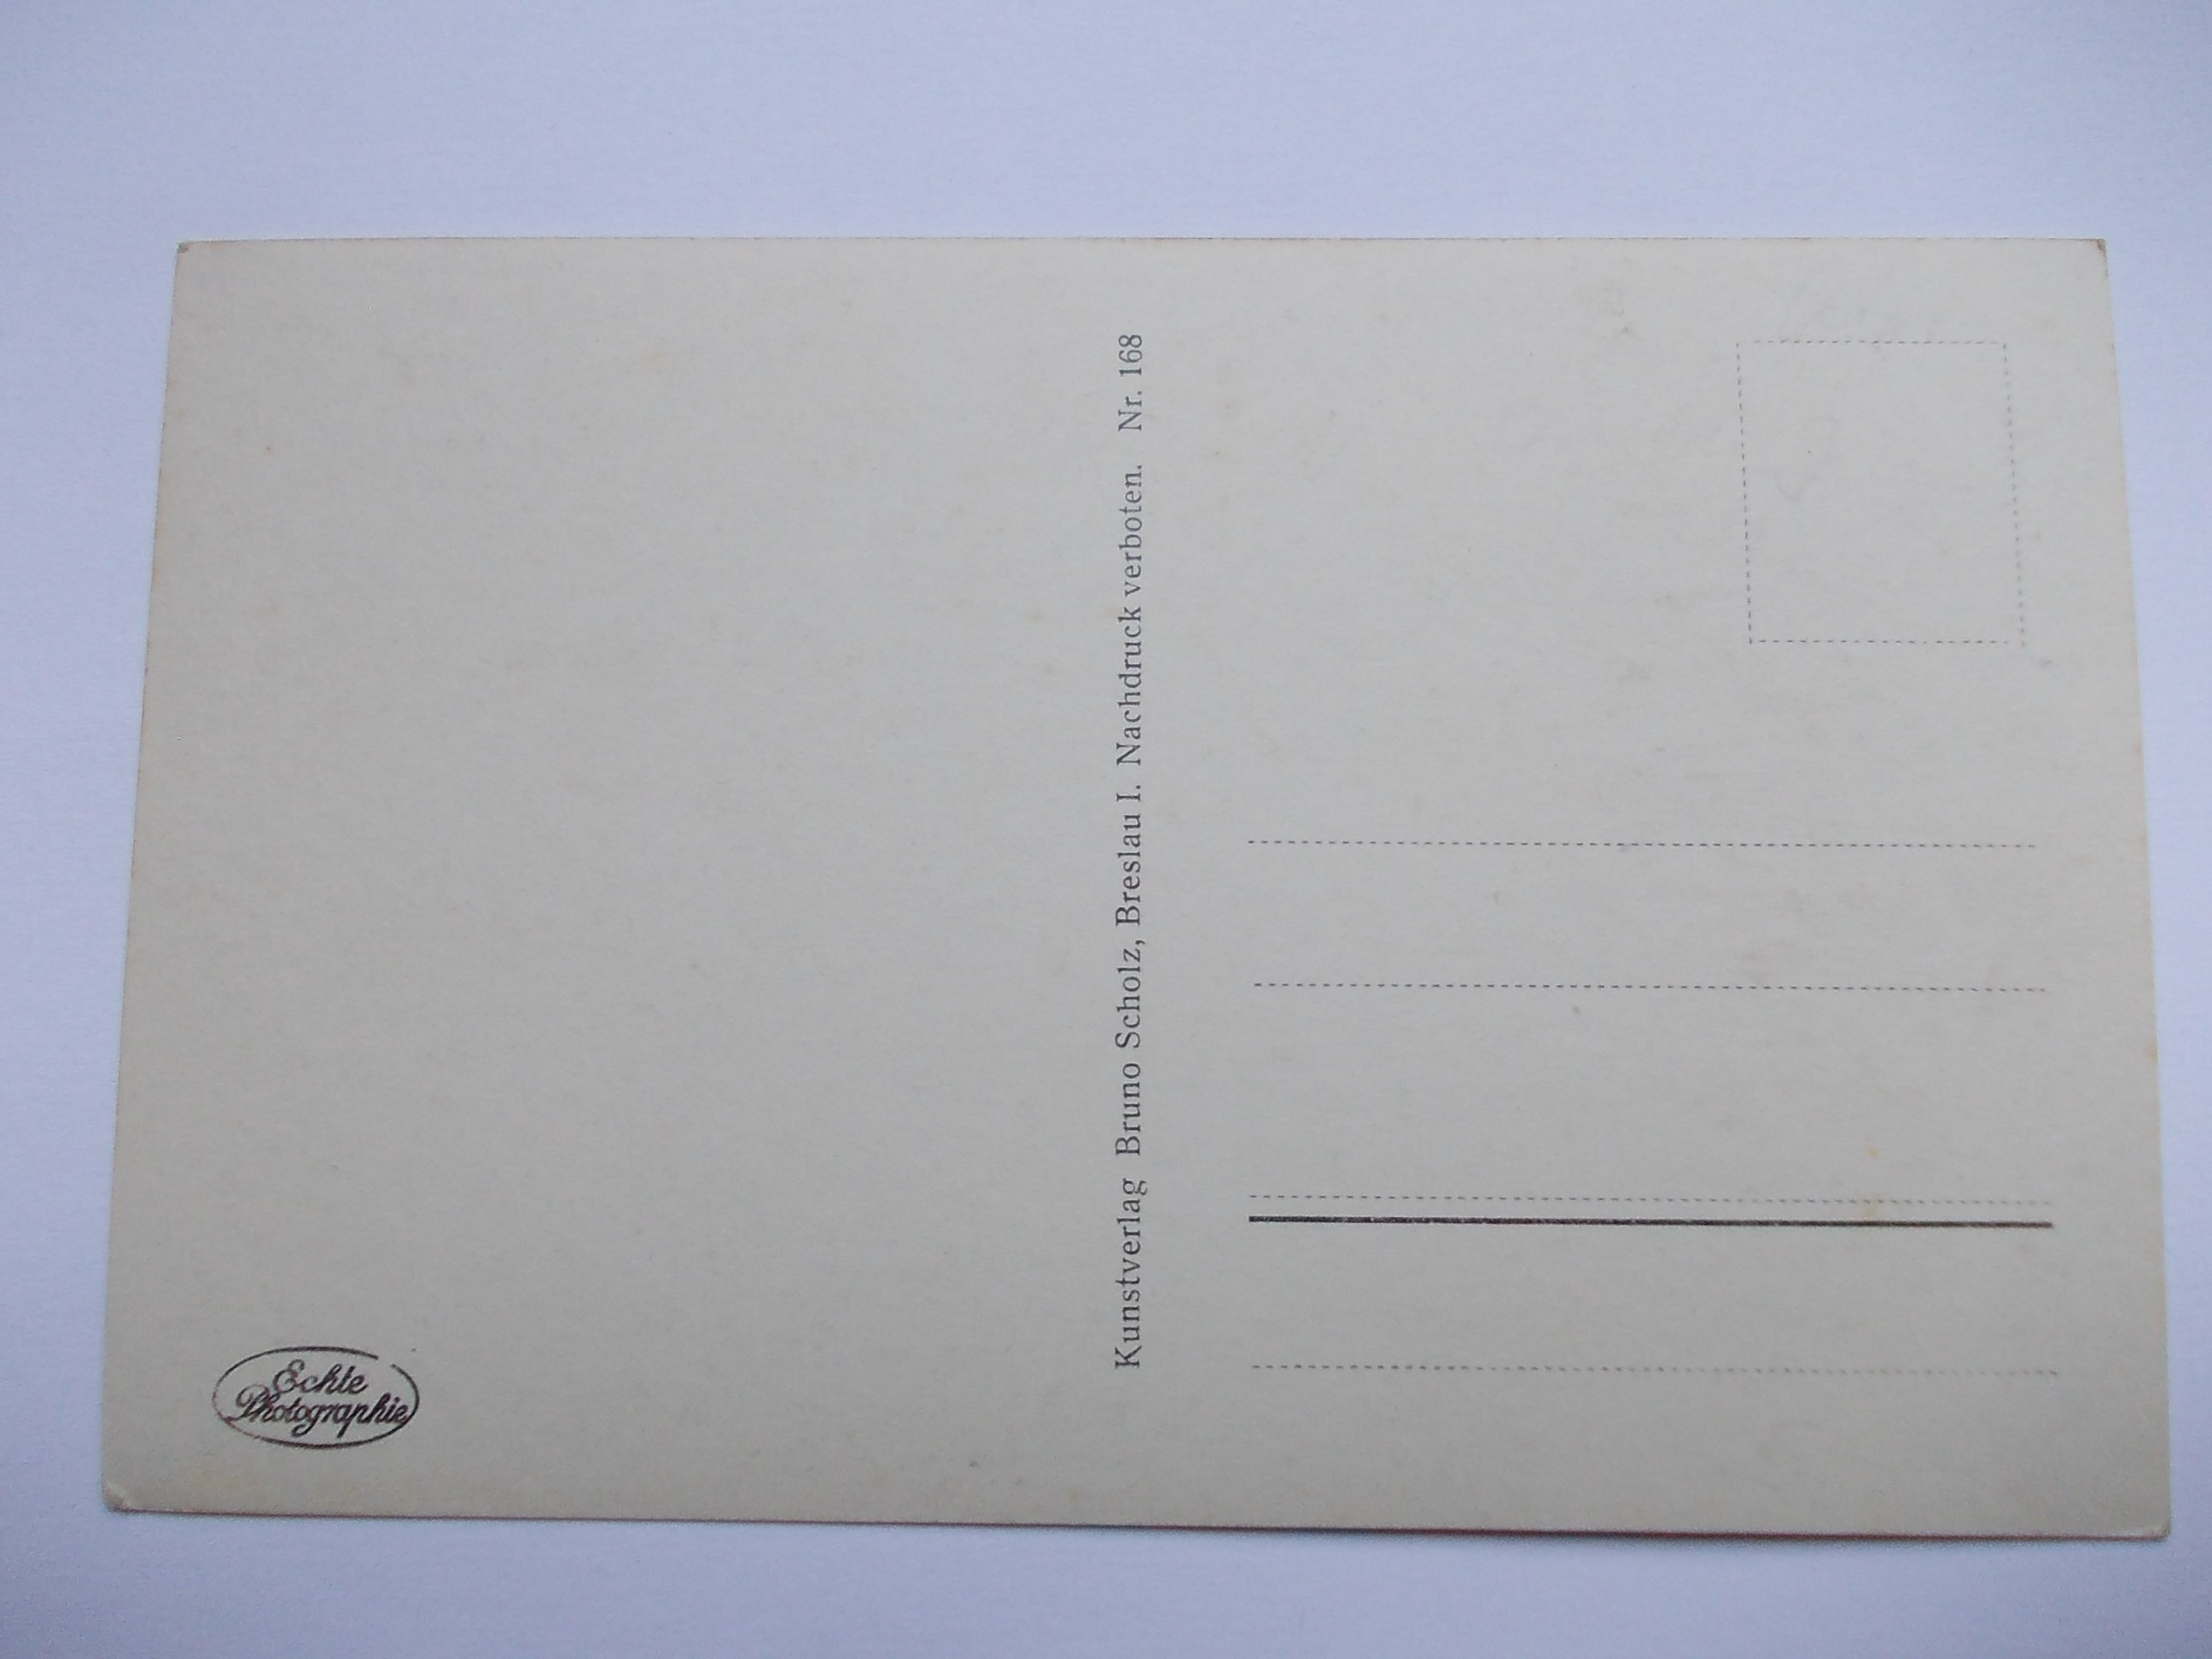 Kunstverlag Bruno Scholz, Breslau I. Nachdruck verboten. Nr. 168
Echte
Photographie